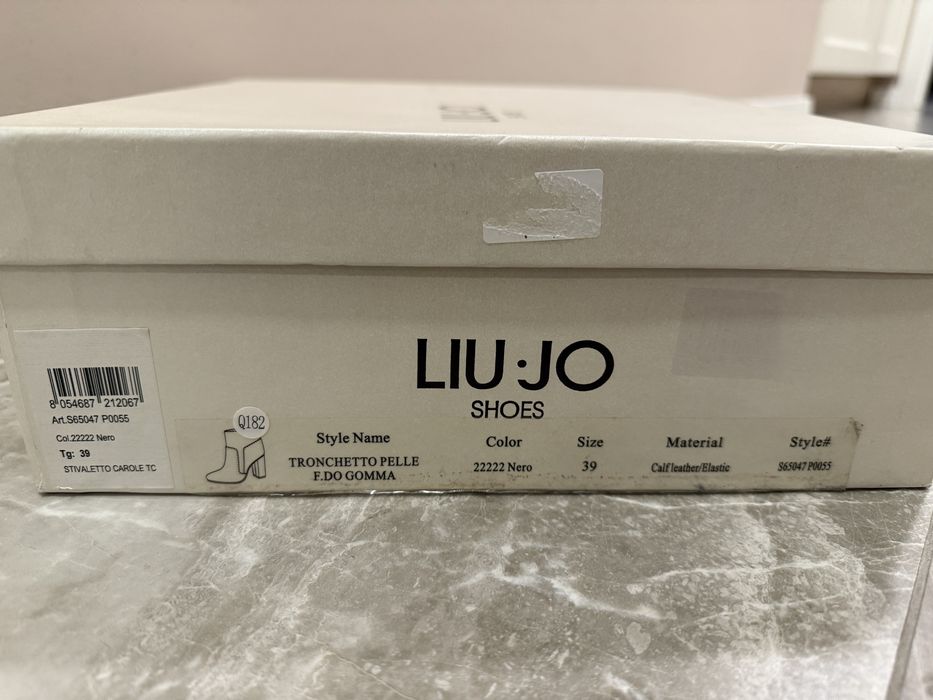 LIU·JO
SHOES
8 054687 212067
Art.S65047 P0055
Col.22222 Nero
Tg: 39
STIVALETTO CAROLE TC
Q182
Style Name Color Size Material Style#
TRONCHETTO PELLE 22222 Nero 39 Calf leather/Elastic S65047 P0055
F.DO GOMMA